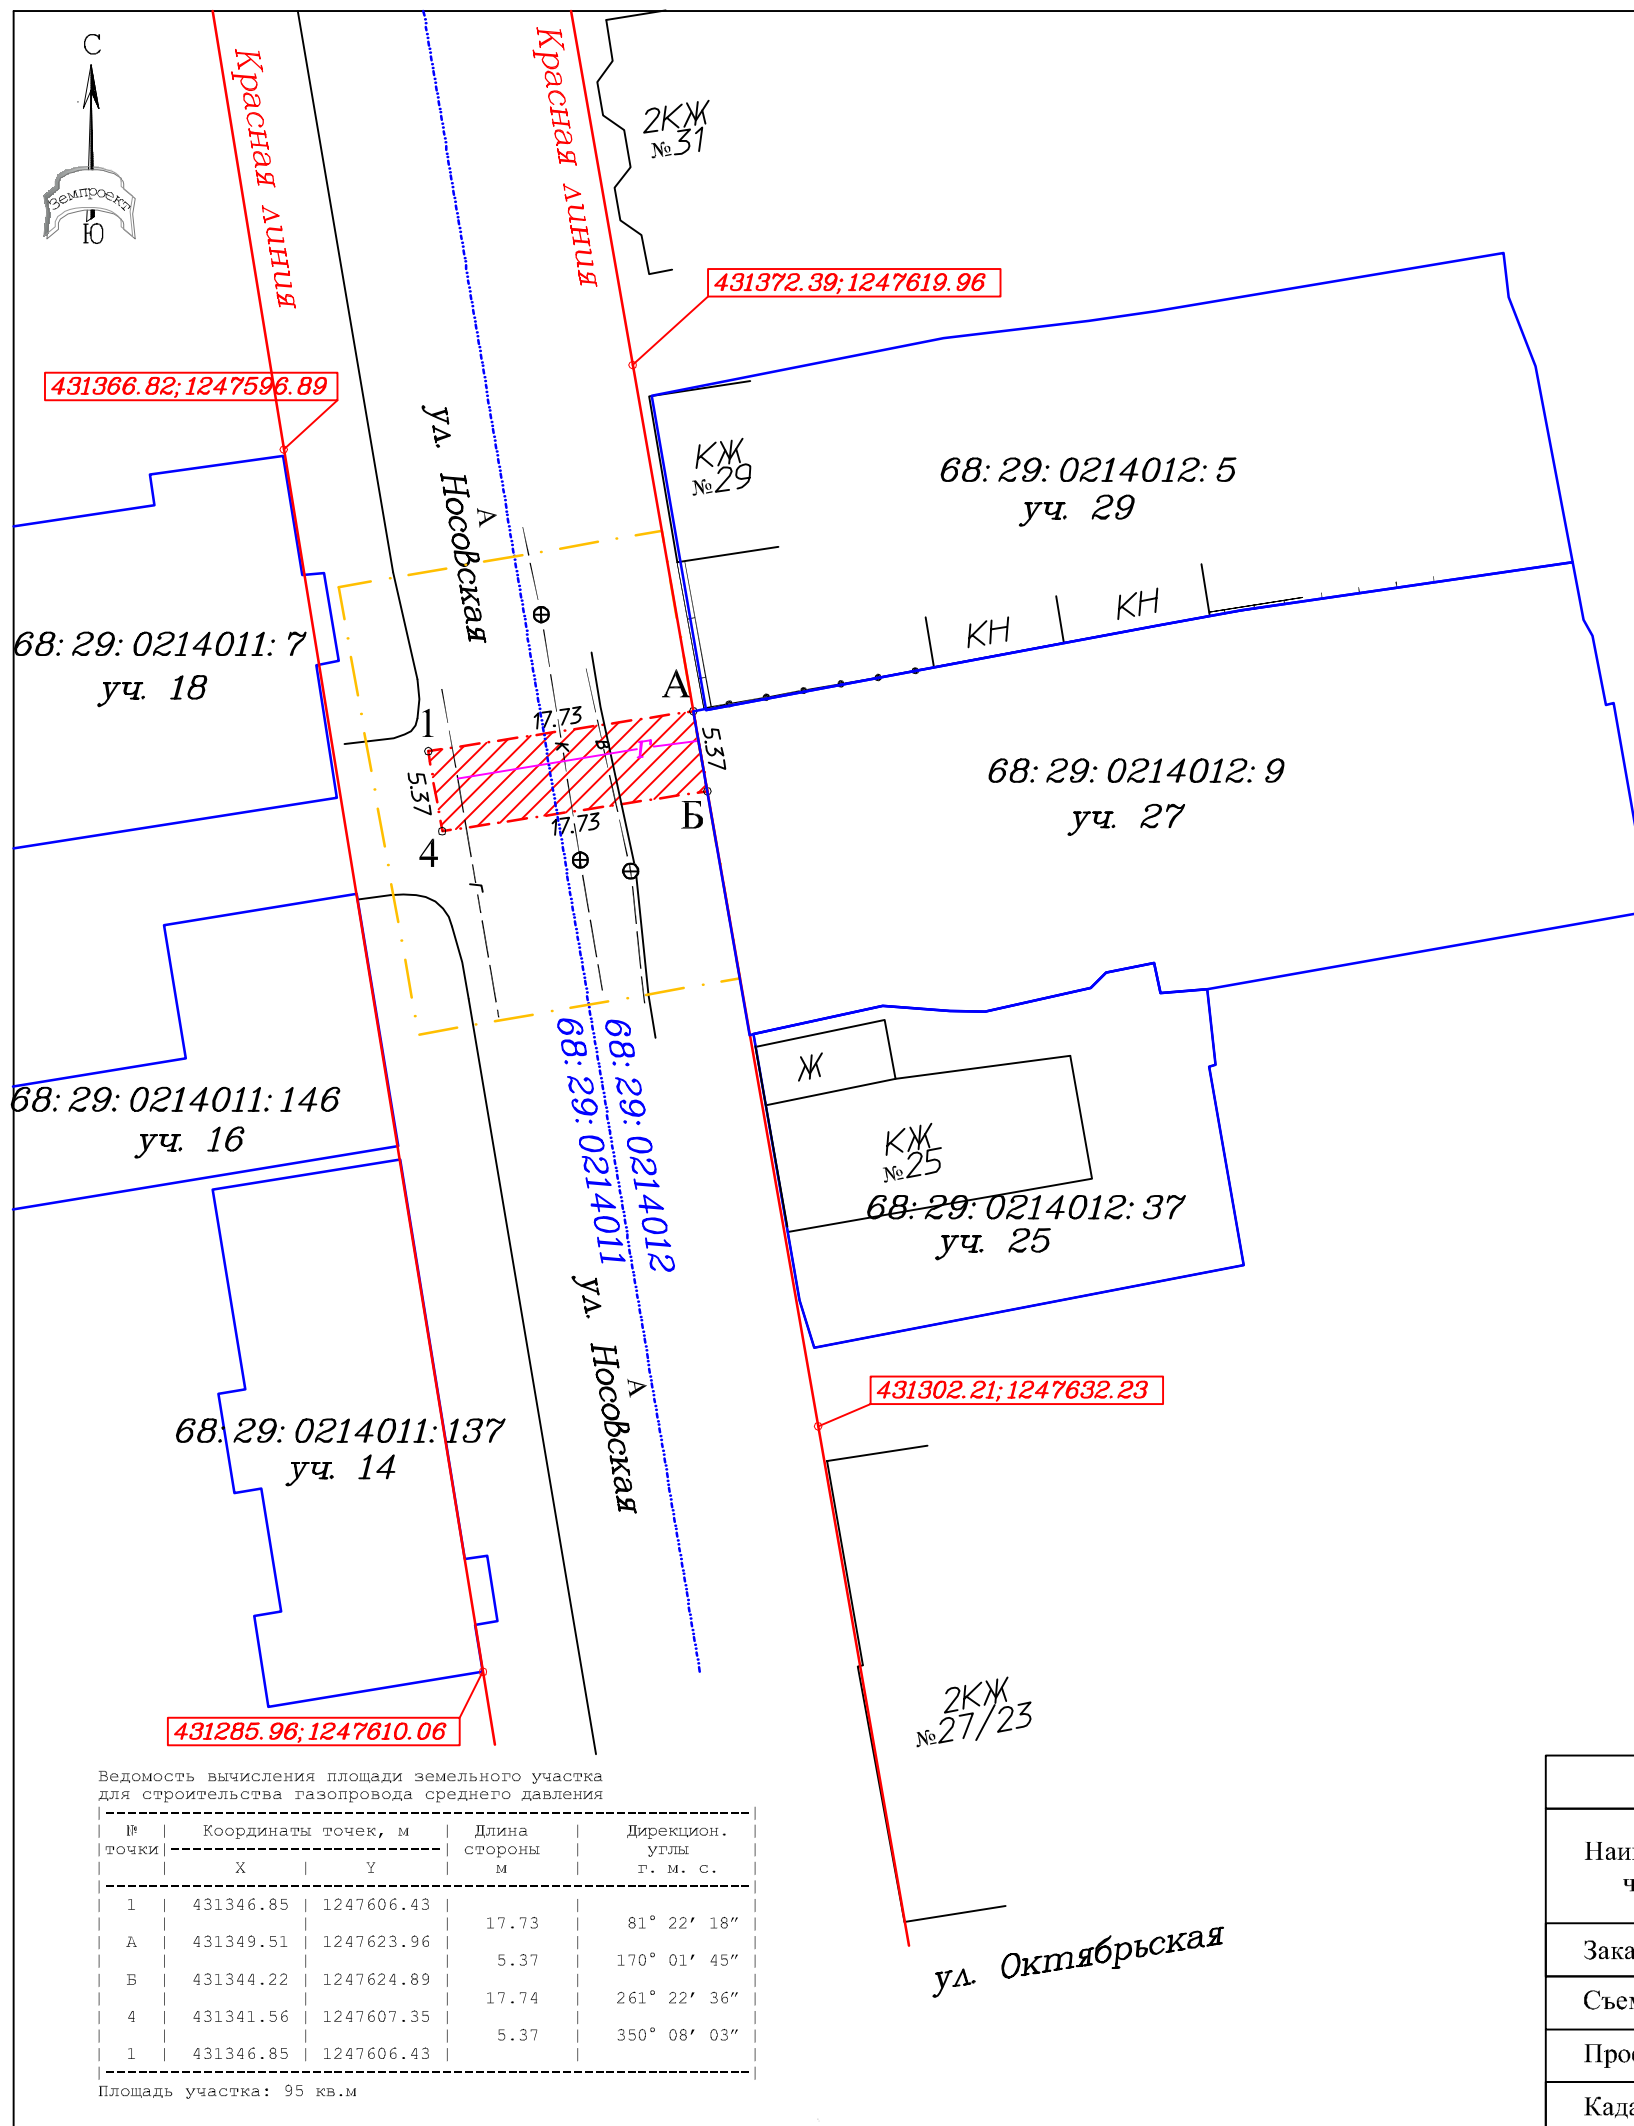 С
Земпроект
Ю
Красная линия
Красная линия
2КЖ
№31
431372.39;1247619.96
431366.82;1247596.89
ул. Носовская
А
КЖ
№29
68:29:0214012:5
уч. 29
КН
КН
68:29:0214011:7
уч. 18
А
1
17.73
К
В
Г
5.37
5.37
68:29:0214012:9
уч. 27
Б
17.73
4
Г
68:29:0214011
68:29:0214012
Ж
68:29:0214011:146
уч. 16
КЖ
№25
68:29:0214012:37
уч. 25
ул. Носовская
А
431302.21;1247632.23
68:29:0214011:137
уч. 14
2КЖ
№27/23
431285.96;1247610.06
ул. Октябрьская
Ведомость вычисления площади земельного участка
для строительства газопровода среднего давления
№ Координаты точек, м Длина Дирекцион.
точки стороны углы
X Y м г. м. с.
1 431346.85 1247606.43
17.73 81° 22′ 18″
А 431349.51 1247623.96
5.37 170° 01′ 45″
Б 431344.22 1247624.89
17.74 261° 22′ 36″
4 431341.56 1247607.35
5.37 350° 08′ 03″
1 431346.85 1247606.43
Площадь участка: 95 кв.м